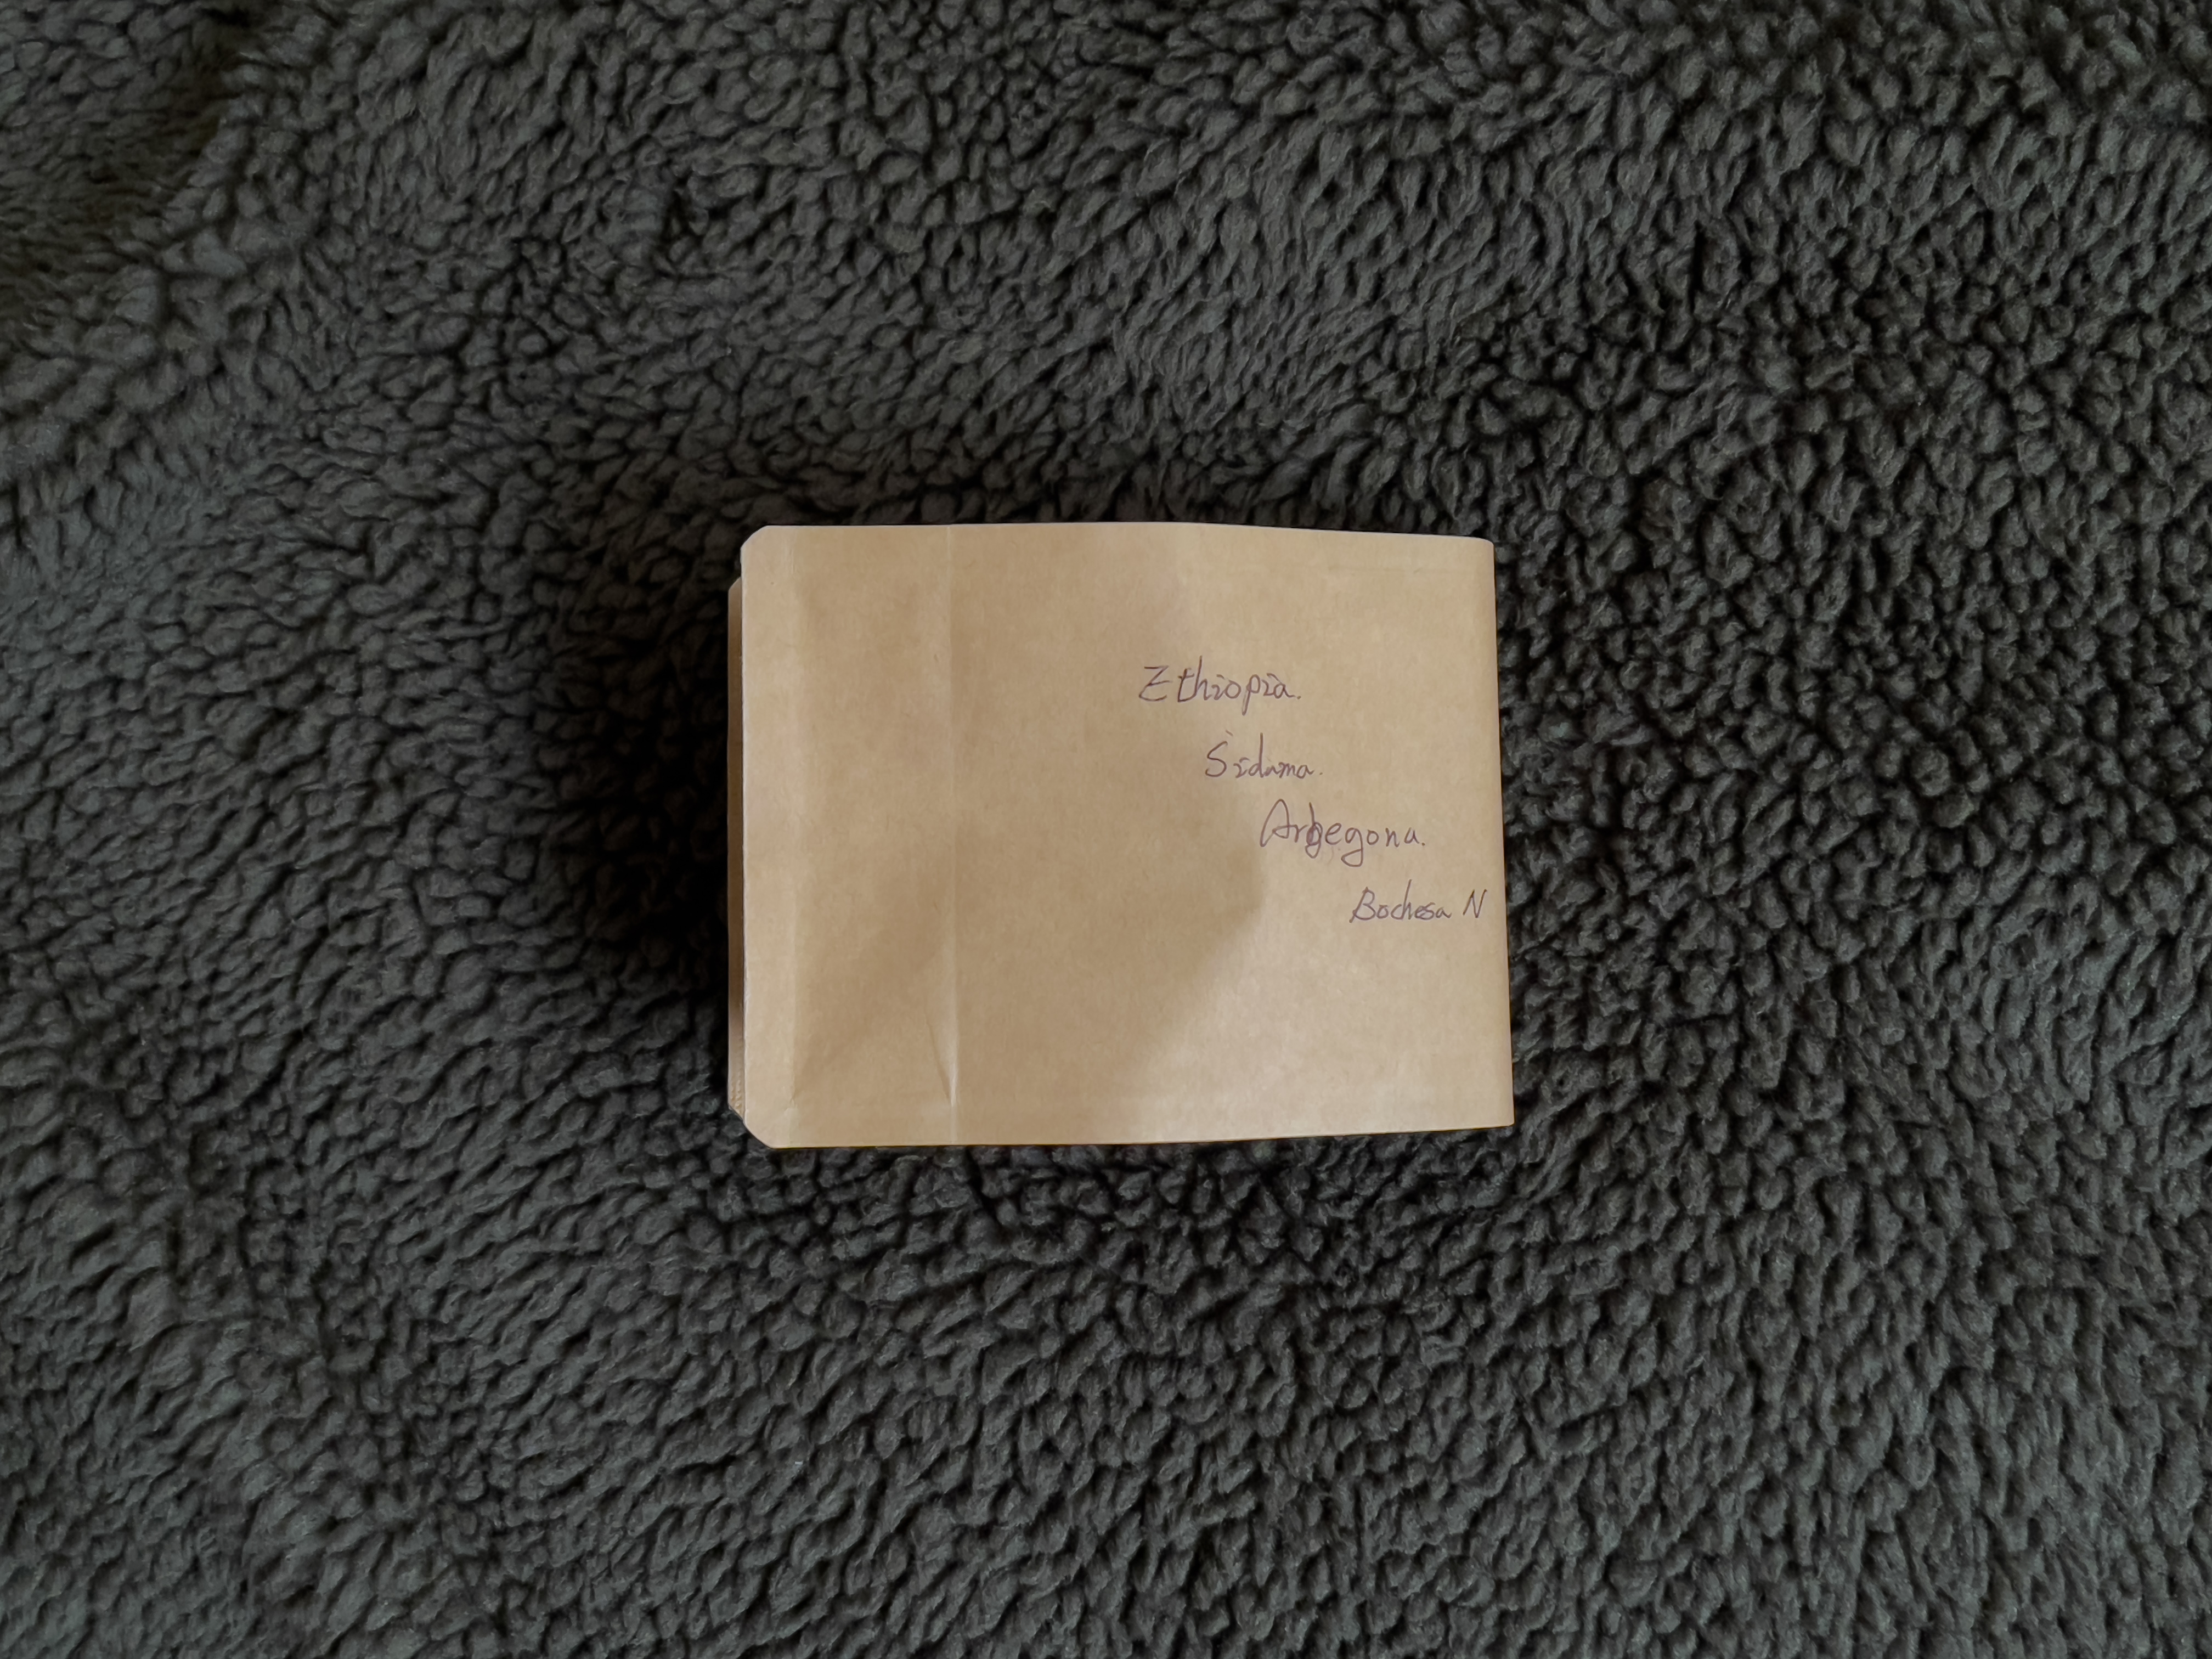 Ethiopia.
Sidama.
Arbegona.
Bochesa N